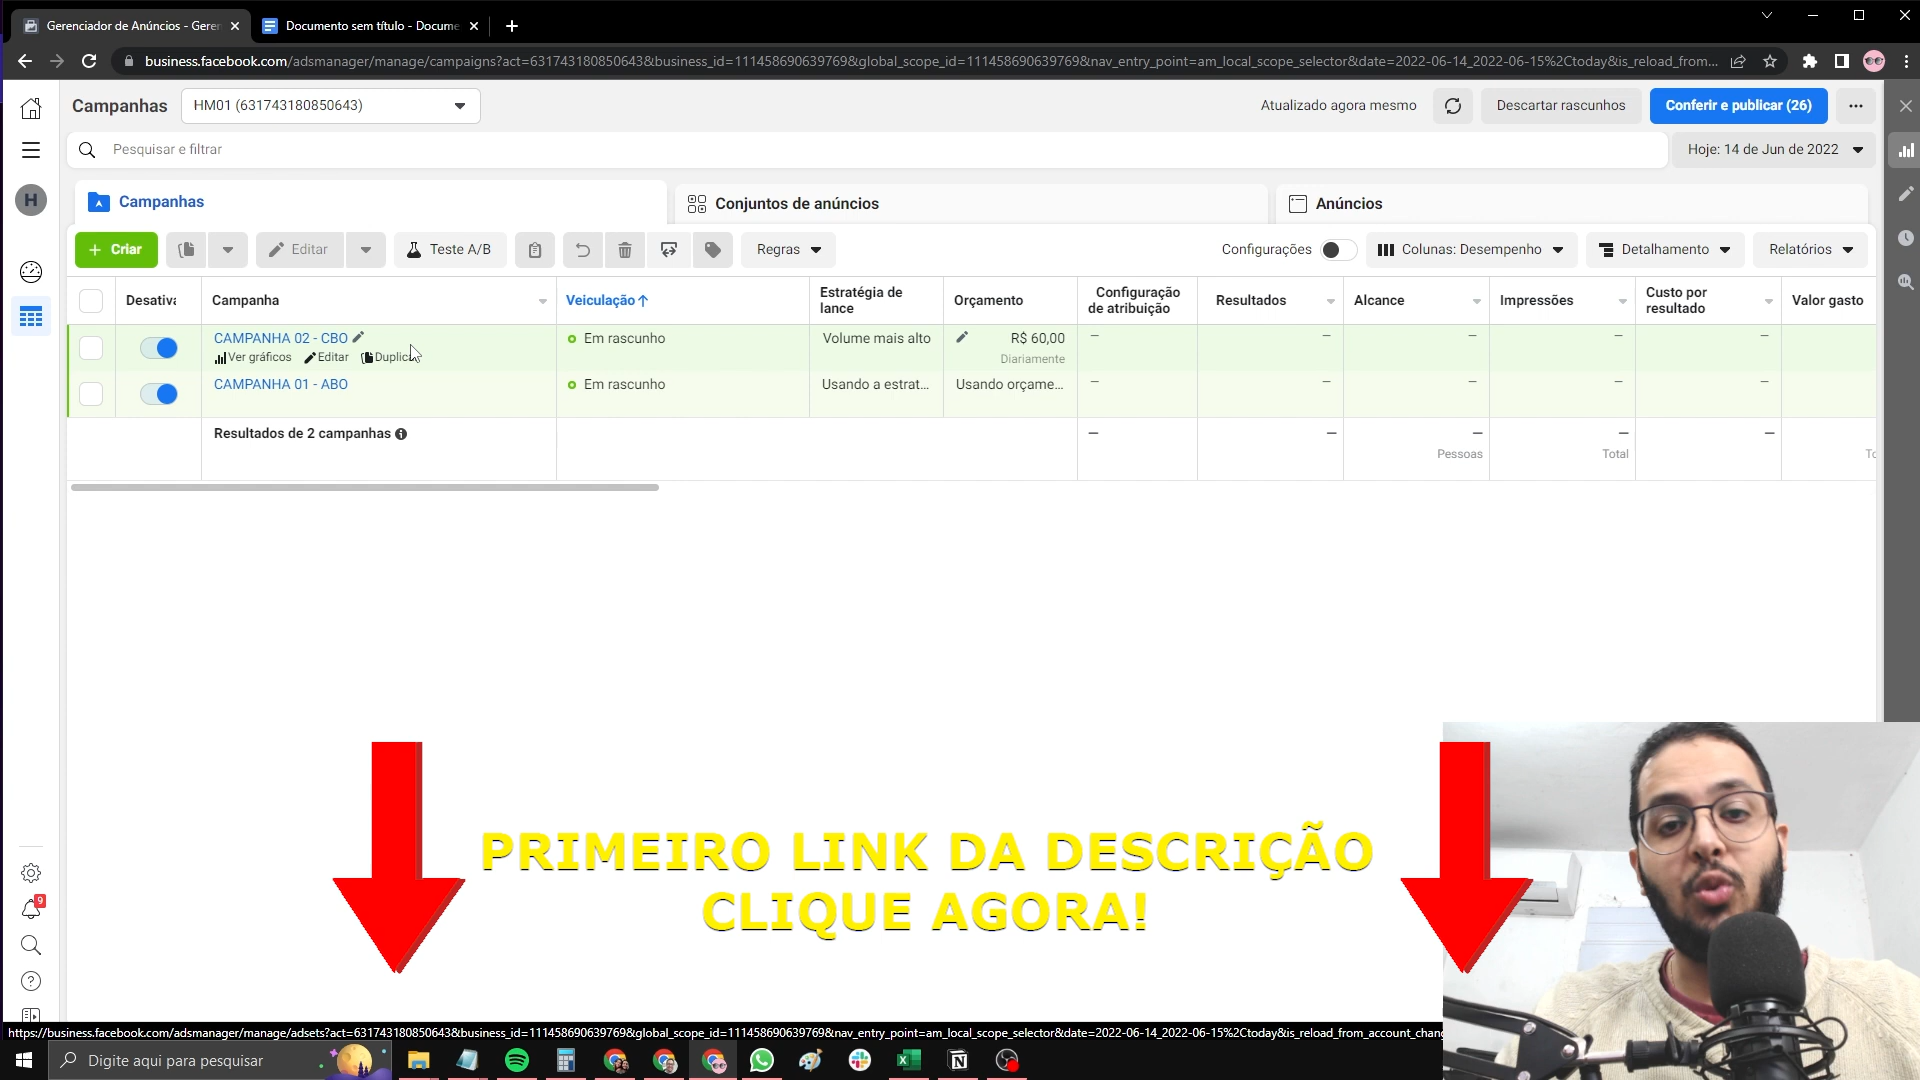 Gerenciador de Anúncios - Geren
Documento sem título - Docume
business.facebook.com/adsmanager/manage/campaigns?act=631743180850643&business_id=111458690639769&global_scope_id=111458690639769&nav_entry_point=am_local_scope_selector&date=2022-06-14_2022-06-15%2Ctoday&is_reload_from...
Campanhas
HM01 (631743180850643)
Atualizado agora mesmo
Descartar rascunhos
Conferir e publicar (26)
Pesquisar e filtrar
Hoje: 14 de Jun de 2022
H
Campanhas
Conjuntos de anúncios
Anúncios
+ Criar
Editar
Teste A/B
Regras
Configurações
Colunas: Desempenho
Detalhamento
Relatórios
Desativa
Campanha
Veiculação↑
Estratégia de lance
Orçamento
Configuração de atribuição
Resultados
Alcance
Impressões
Custo por resultado
Valor gasto
CAMPANHA 02 - CBO
Em rascunho
Volume mais alto
R$ 60,00
—
—
—
—
—
Ver gráficos
Editar
Duplicar
Diariamente
CAMPANHA 01 - ABO
Em rascunho
Usando a estrat...
Usando orçame...
—
—
—
—
—
Resultados de 2 campanhas
—
—
—
—
—
Pessoas
Total
To
PRIMEIRO LINK DA DESCRIÇÃO
CLIQUE AGORA!
9
https://business.facebook.com/adsmanager/manage/adsets?act=631743180850643&business_id=111458690639769&global_scope_id=111458690639769&nav_entry_point=am_local_scope_selector&date=2022-06-14_2022-06-15%2Ctoday&is_reload_from_account_chang
Digite aqui para pesquisar